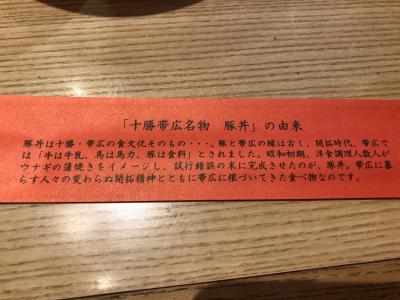 「十勝帯広名物　豚丼」の由来
豚丼は十勝・帯広の食文化そのもの・・・。豚と帯広の縁は古く、開拓時代、帯広で
は「牛は牛乳、馬は馬力、豚は食料」とされました。昭和初期、洋食調理人数人が
ウナギの蒲焼きをイメージし、試行錯誤の末に完成させたのが、豚丼。帯広に暮
らす人々の変わらぬ開拓精神とともに帯広に根づいてきた食べ物なのです。